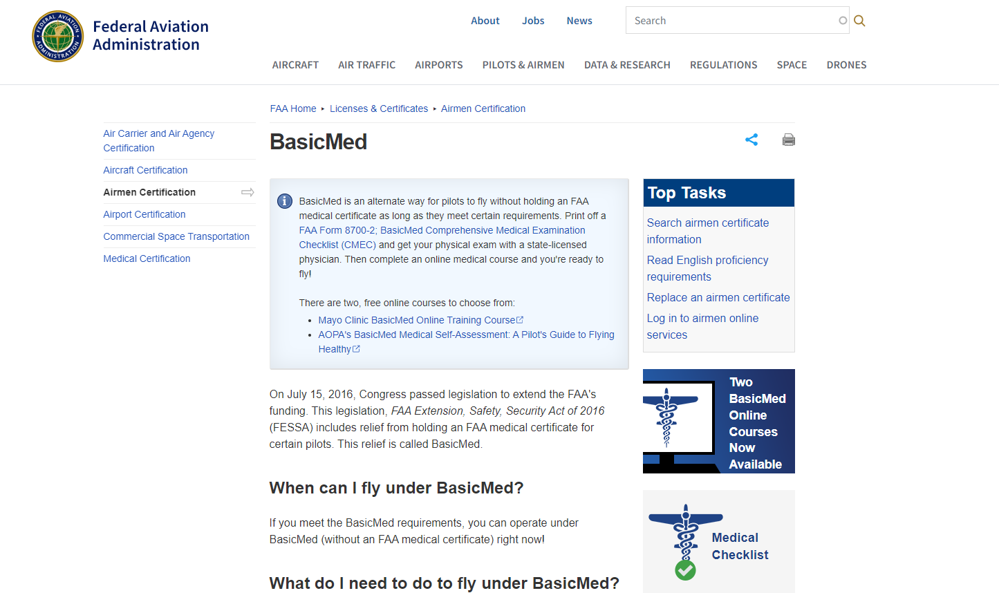 Federal Aviation
Administration
About
Jobs
News
Search
AIRCRAFT
AIR TRAFFIC
AIRPORTS
PILOTS & AIRMEN
DATA & RESEARCH
REGULATIONS
SPACE
DRONES
FAA Home ▸ Licenses & Certificates ▸ Airmen Certification
Air Carrier and Air Agency
Certification
Aircraft Certification
Airmen Certification
Airport Certification
Commercial Space Transportation
Medical Certification
BasicMed
BasicMed is an alternate way for pilots to fly without holding an FAA
medical certificate as long as they meet certain requirements. Print off a
FAA Form 8700-2; BasicMed Comprehensive Medical Examination
Checklist (CMEC) and get your physical exam with a state-licensed
physician. Then complete an online medical course and you're ready to
fly!
There are two, free online courses to choose from:
• Mayo Clinic BasicMed Online Training Course
• AOPA's BasicMed Medical Self-Assessment: A Pilot's Guide to Flying
Healthy
On July 15, 2016, Congress passed legislation to extend the FAA's
funding. This legislation, FAA Extension, Safety, Security Act of 2016
(FESSA) includes relief from holding an FAA medical certificate for
certain pilots. This relief is called BasicMed.
When can I fly under BasicMed?
If you meet the BasicMed requirements, you can operate under
BasicMed (without an FAA medical certificate) right now!
What do I need to do to fly under BasicMed?
Top Tasks
Search airmen certificate
information
Read English proficiency
requirements
Replace an airmen certificate
Log in to airmen online
services
Two
BasicMed
Online
Courses
Now
Available
Medical
Checklist
FEDERAL AVIATION
ADMINISTRATION